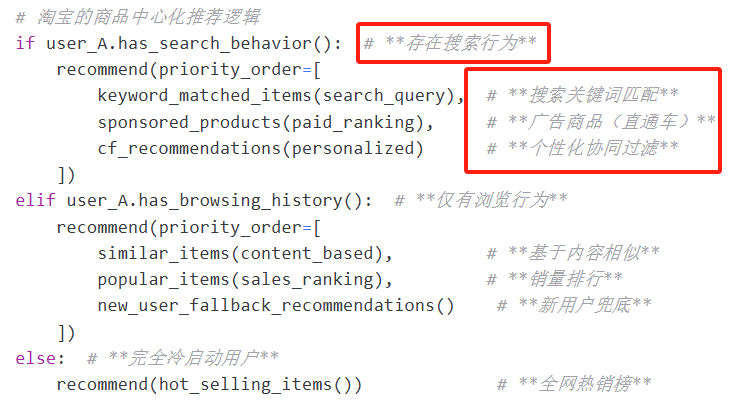 # 淘宝的商品中心化推荐逻辑
if user_A.has_search_behavior(): # **存在搜索行为**
    recommend(priority_order=[
        keyword_matched_items(search_query), # **搜索关键词匹配**
        sponsored_products(paid_ranking), # **广告商品（直通车）**
        cf_recommendations(personalized) # **个性化协同过滤**
    ])
elif user_A.has_browsing_history(): # **仅有浏览行为**
    recommend(priority_order=[
        similar_items(content_based), # **基于内容相似**
        popular_items(sales_ranking), # **销量排行**
        new_user_fallback_recommendations() # **新用户兜底**
    ])
else: # **完全冷启动用户**
    recommend(hot_selling_items()) # **全网热销榜**